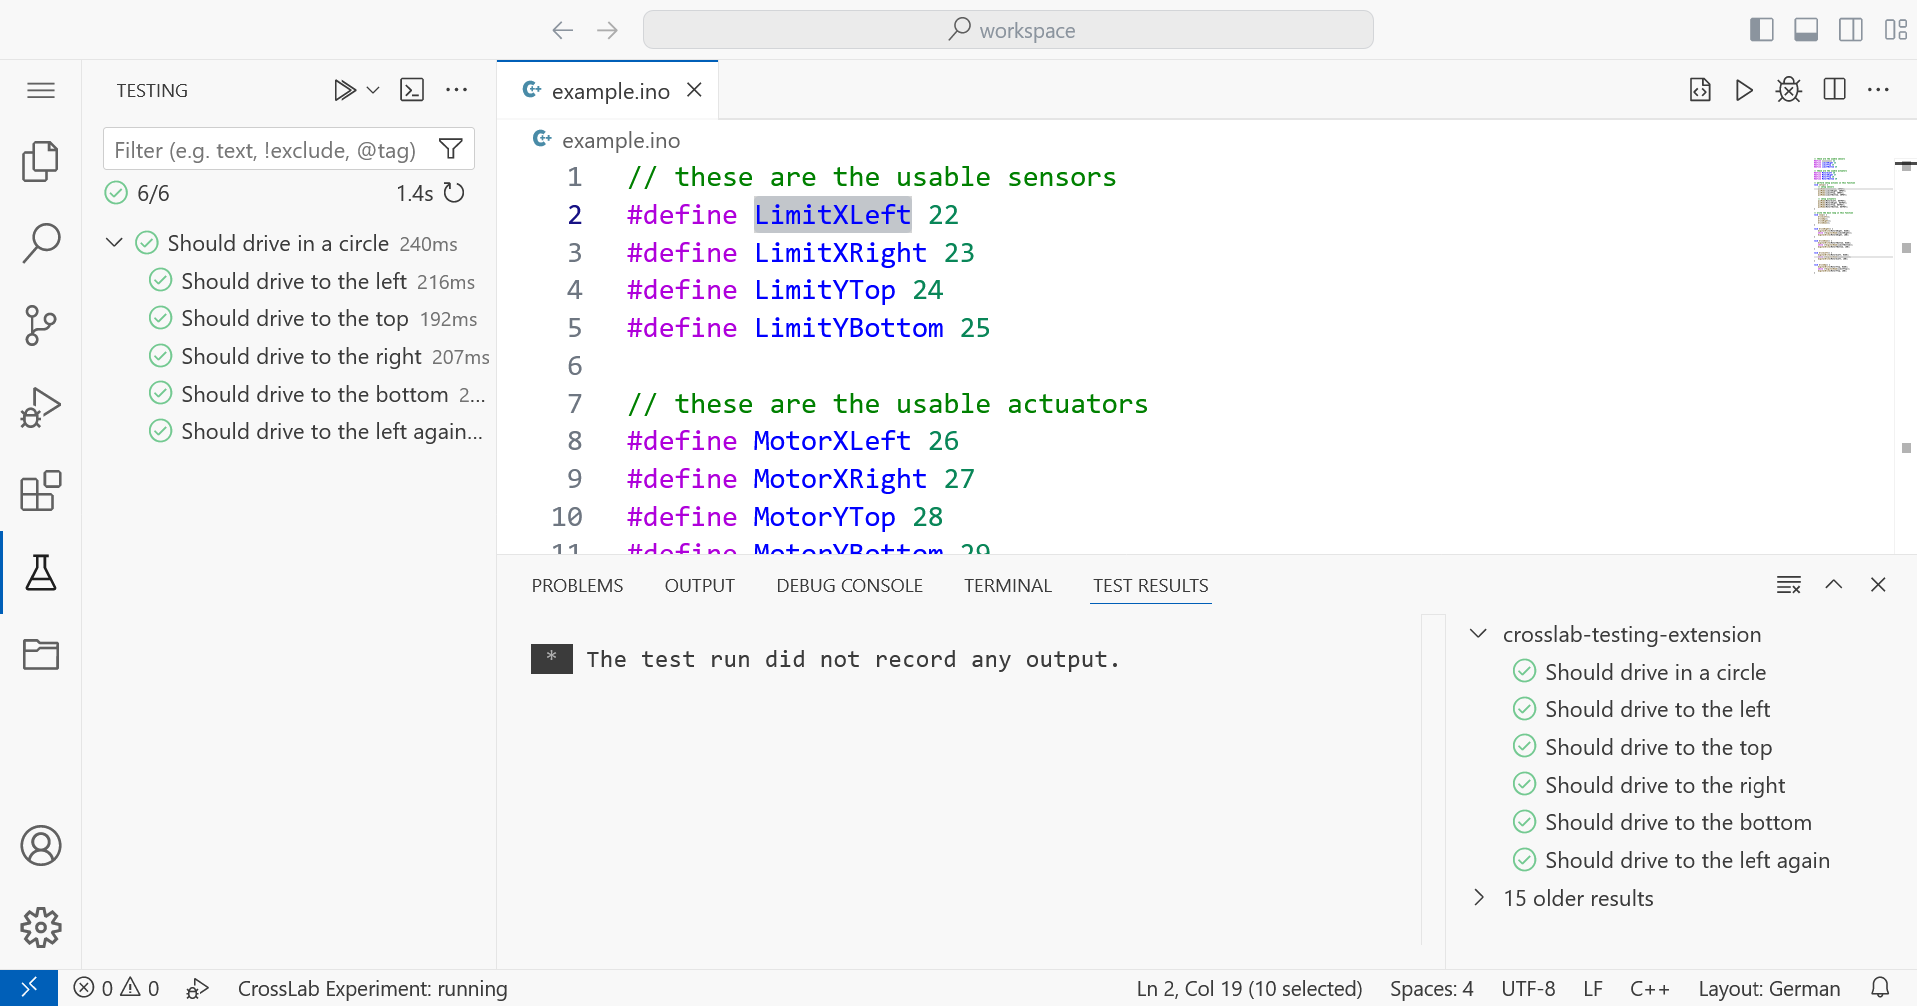 workspace
TESTING
Filter (e.g. text, !exclude, @tag)
6/6 1.4s
Should drive in a circle 240ms
Should drive to the left 216ms
Should drive to the top 192ms
Should drive to the right 207ms
Should drive to the bottom 2...
Should drive to the left again...
example.ino
example.ino
1 // these are the usable sensors
2 #define LimitXLeft 22
3 #define LimitXRight 23
4 #define LimitYTop 24
5 #define LimitYBottom 25
6
7 // these are the usable actuators
8 #define MotorXLeft 26
9 #define MotorXRight 27
10 #define MotorYTop 28
11 #define MotorYBottom 29
PROBLEMS OUTPUT DEBUG CONSOLE TERMINAL TEST RESULTS
* The test run did not record any output.
crosslab-testing-extension
Should drive in a circle
Should drive to the left
Should drive to the top
Should drive to the right
Should drive to the bottom
Should drive to the left again
15 older results
0 0 CrossLab Experiment: running Ln 2, Col 19 (10 selected) Spaces: 4 UTF-8 LF C++ Layout: German